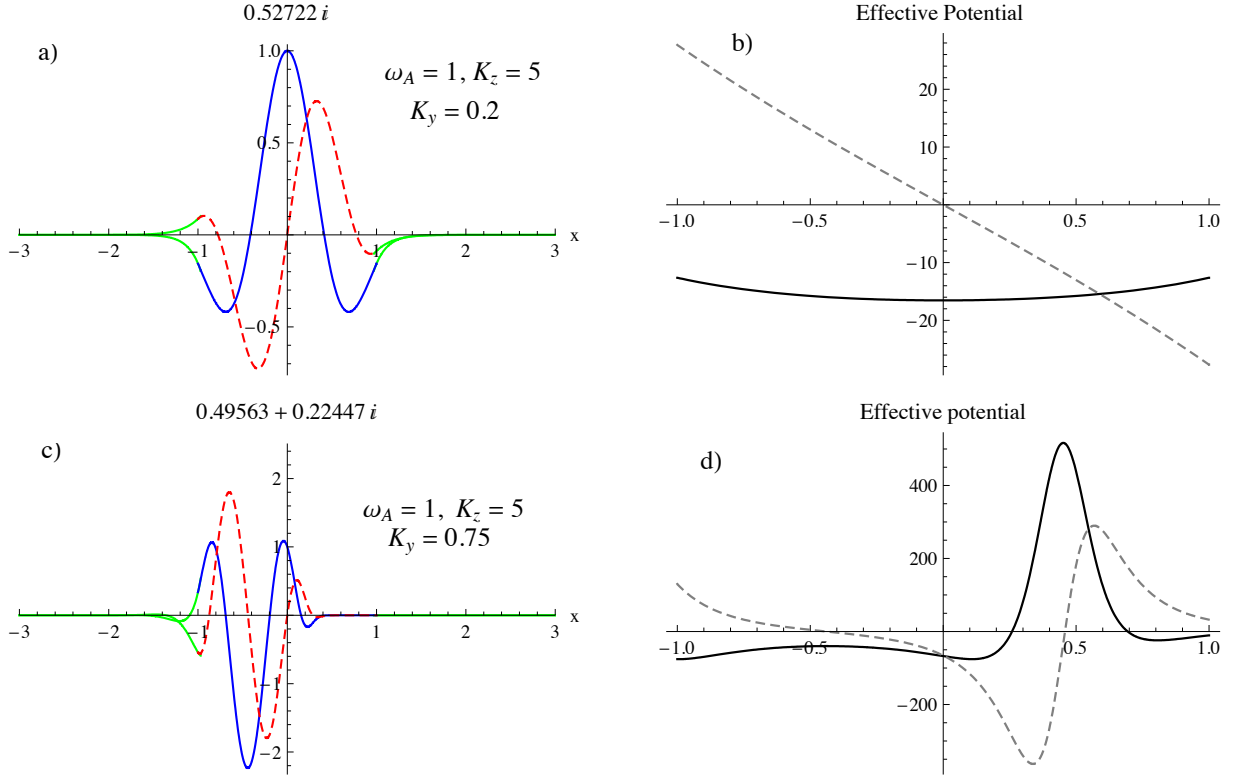 0.52722 i
a)
ω_A = 1, K_z = 5
K_y = 0.2
1.0
0.5
−0.5
−3 −2 −1 1 2 3 x
Effective Potential
b)
20
10
−1.0 −0.5 0.5 1.0
−10
−20
0.49563 + 0.22447 i
c)
ω_A = 1, K_z = 5
K_y = 0.75
2
1
−3 −2 −1 1 2 3 x
−1
−2
Effective potential
d)
400
200
−1.0 −0.5 0.5 1.0
−200